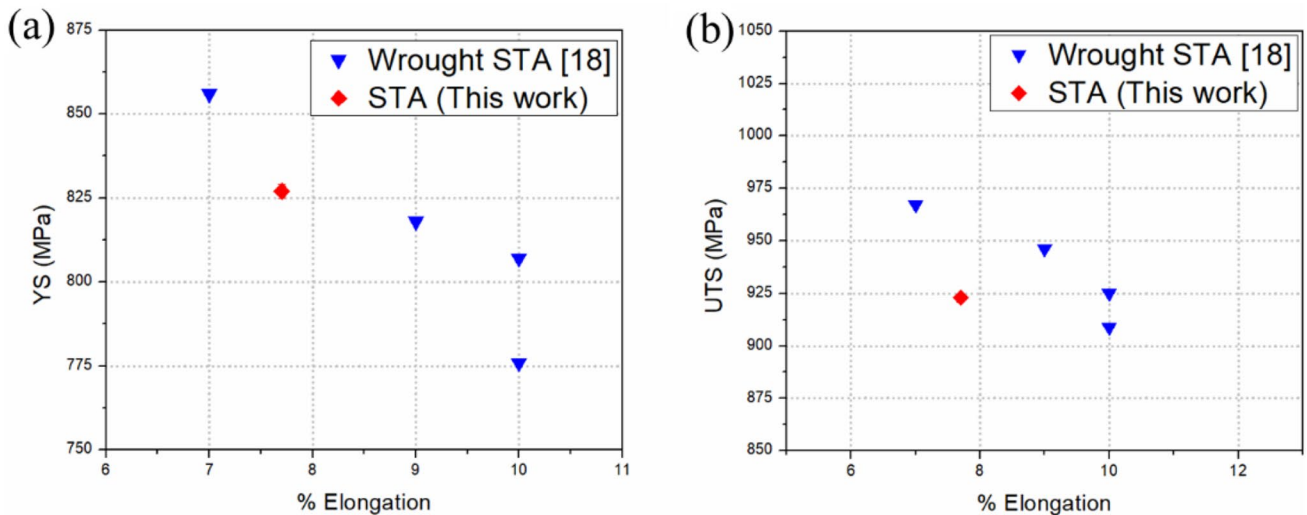 (a)
875
850
825
800
775
750
YS (MPa)
Wrought STA [18]
STA (This work)
6 7 8 9 10 11
% Elongation
(b)
1050
1025
1000
975
950
925
900
875
850
UTS (MPa)
Wrought STA [18]
STA (This work)
6 8 10 12
% Elongation